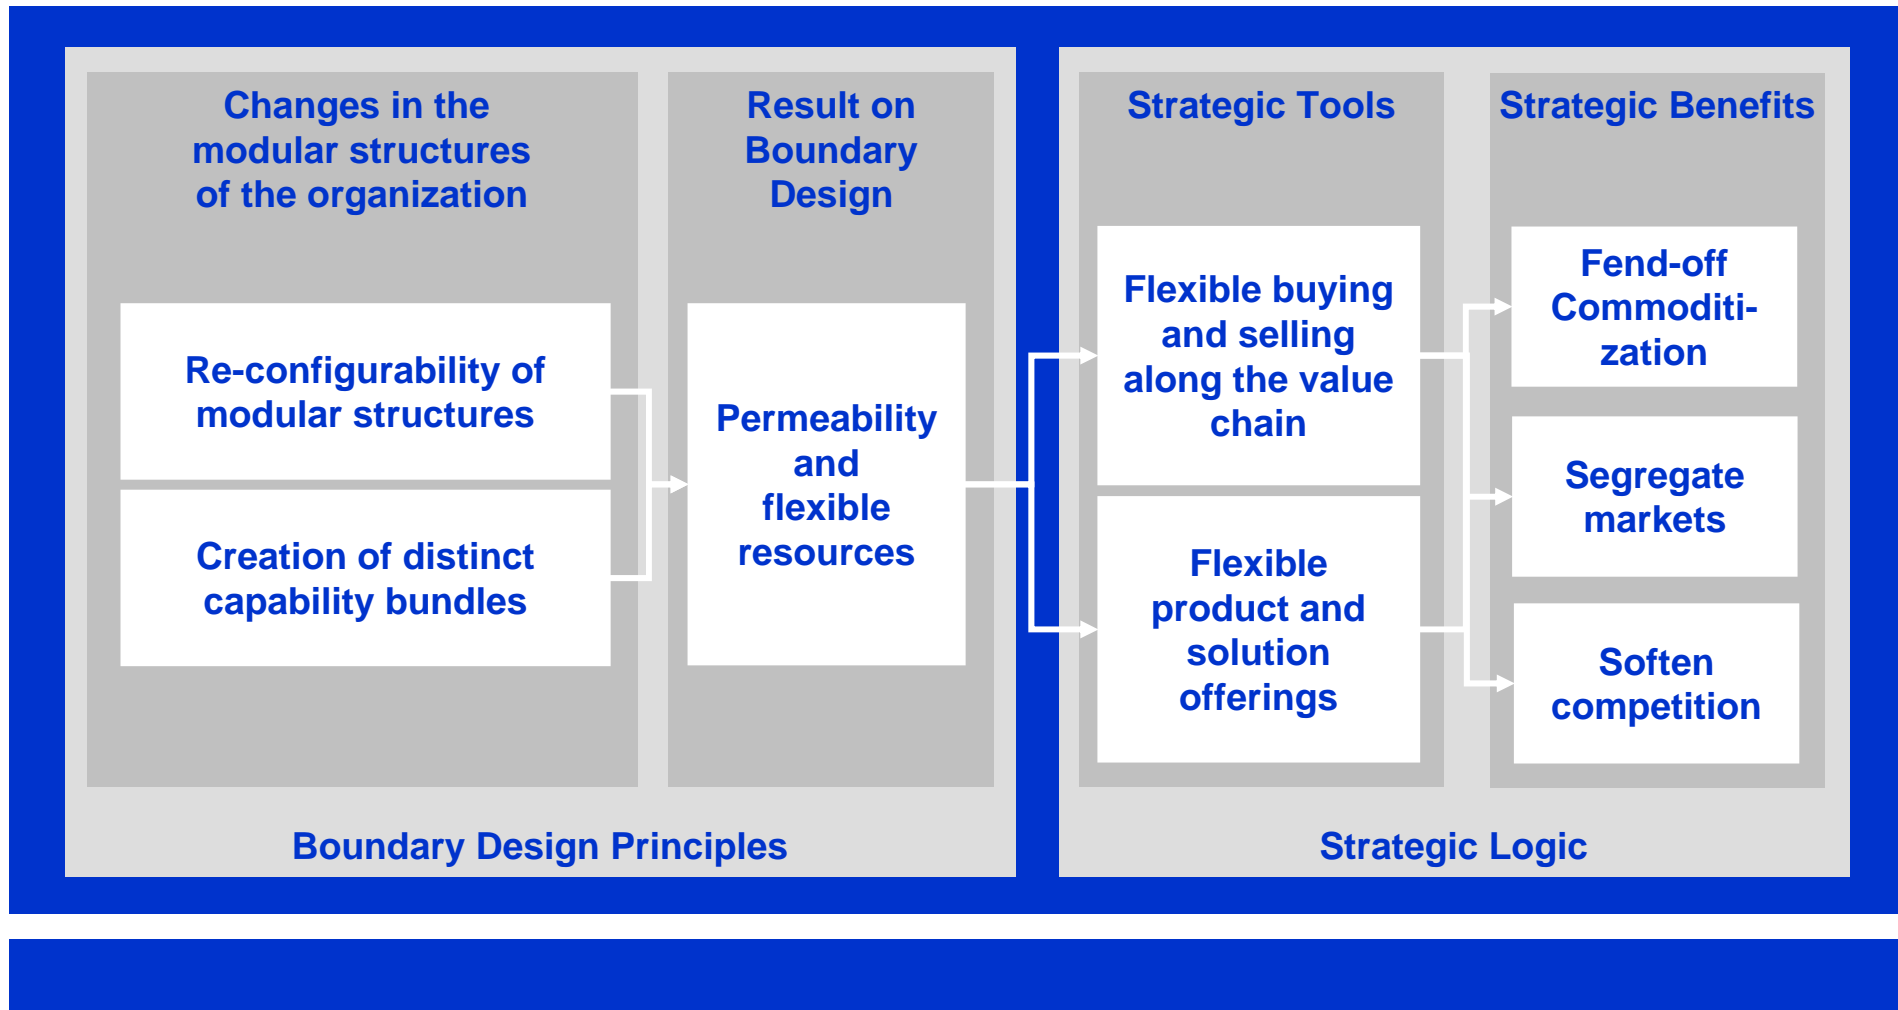 Changes in the
modular structures
of the organization
Re-configurability of
modular structures
Creation of distinct
capability bundles
Result on
Boundary
Design
Permeability
and
flexible
resources
Boundary Design Principles
Strategic Tools
Flexible buying
and selling
along the value
chain
Flexible
product and
solution
offerings
Strategic Benefits
Fend-off
Commoditi-
zation
Segregate
markets
Soften
competition
Strategic Logic